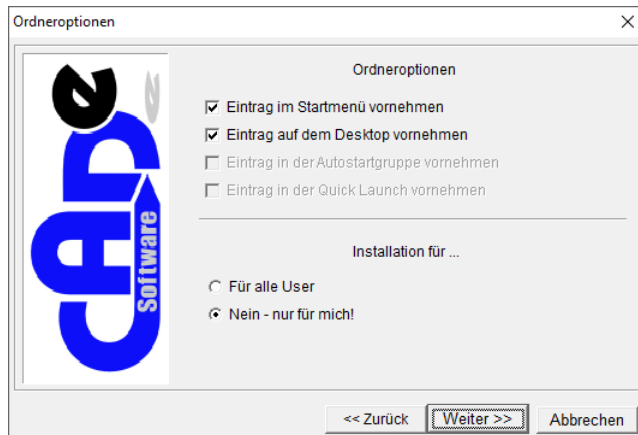 Ordneroptionen
CADe
e
Software
Ordneroptionen
Eintrag im Startmenü vornehmen
Eintrag auf dem Desktop vornehmen
Eintrag in der Autostartgruppe vornehmen
Eintrag in der Quick Launch vornehmen
Installation für ...
Für alle User
Nein - nur für mich!
<< Zurück
Weiter >>
Abbrechen